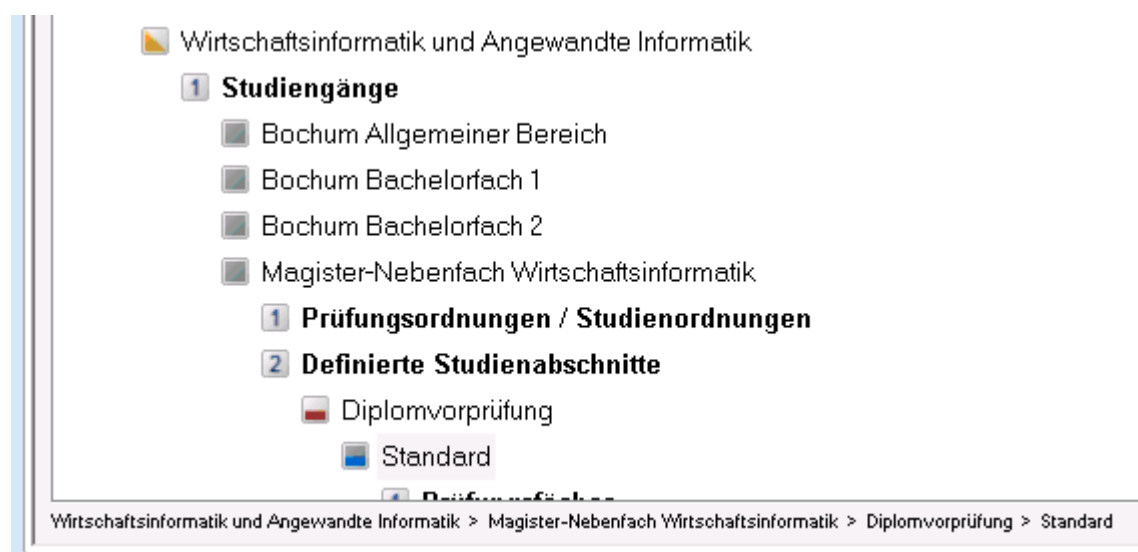 Wirtschaftsinformatik und Angewandte Informatik
1 Studiengänge
Bochum Allgemeiner Bereich
Bochum Bachelorfach 1
Bochum Bachelorfach 2
Magister-Nebenfach Wirtschaftsinformatik
1 Prüfungsordnungen / Studienordnungen
2 Definierte Studienabschnitte
Diplomvorprüfung
Standard
Wirtschaftsinformatik und Angewandte Informatik > Magister-Nebenfach Wirtschaftsinformatik > Diplomvorprüfung > Standard